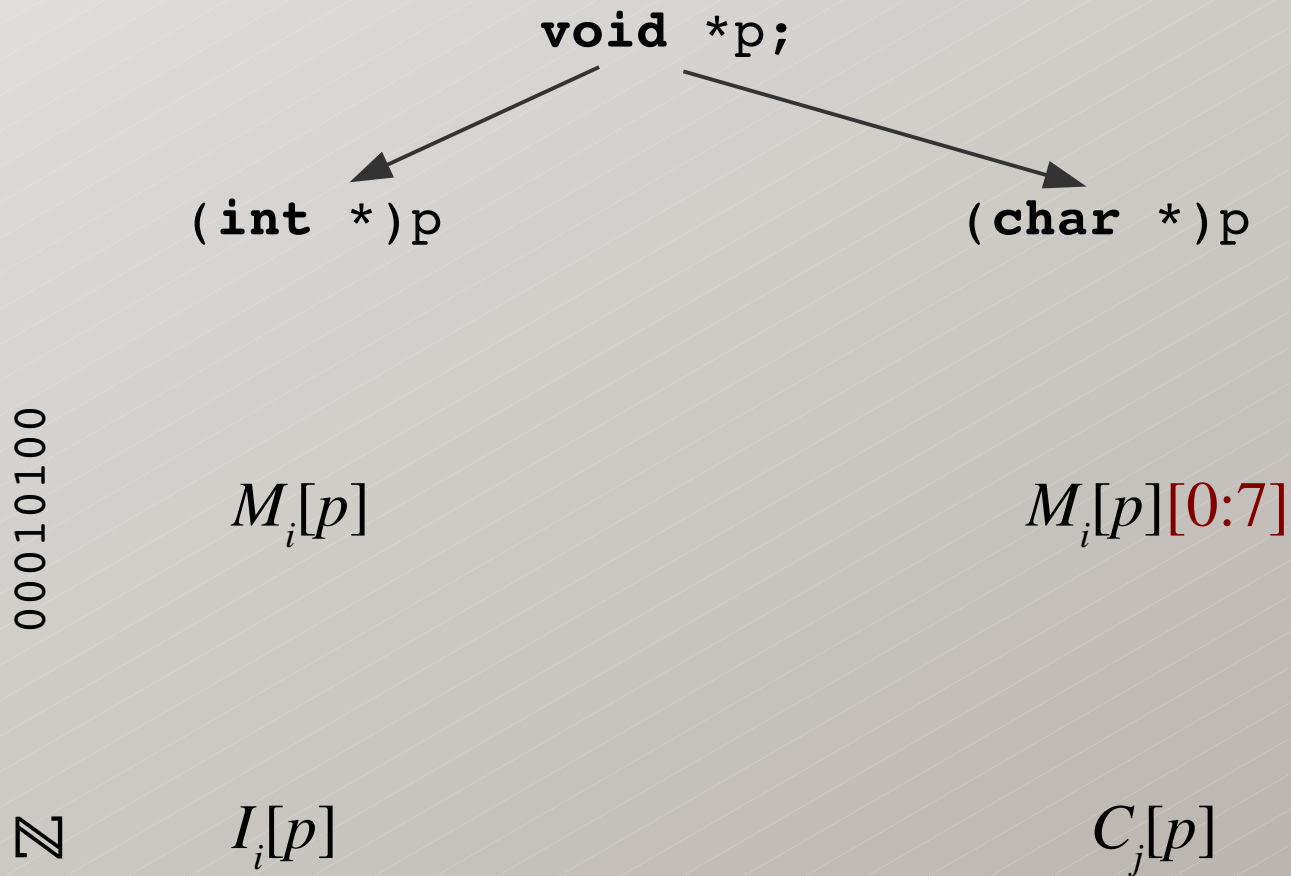 void *p;
(int *)p
(char *)p
00010100
M_i[p]
M_i[p][0:7]
ℤ
I_i[p]
C_j[p]